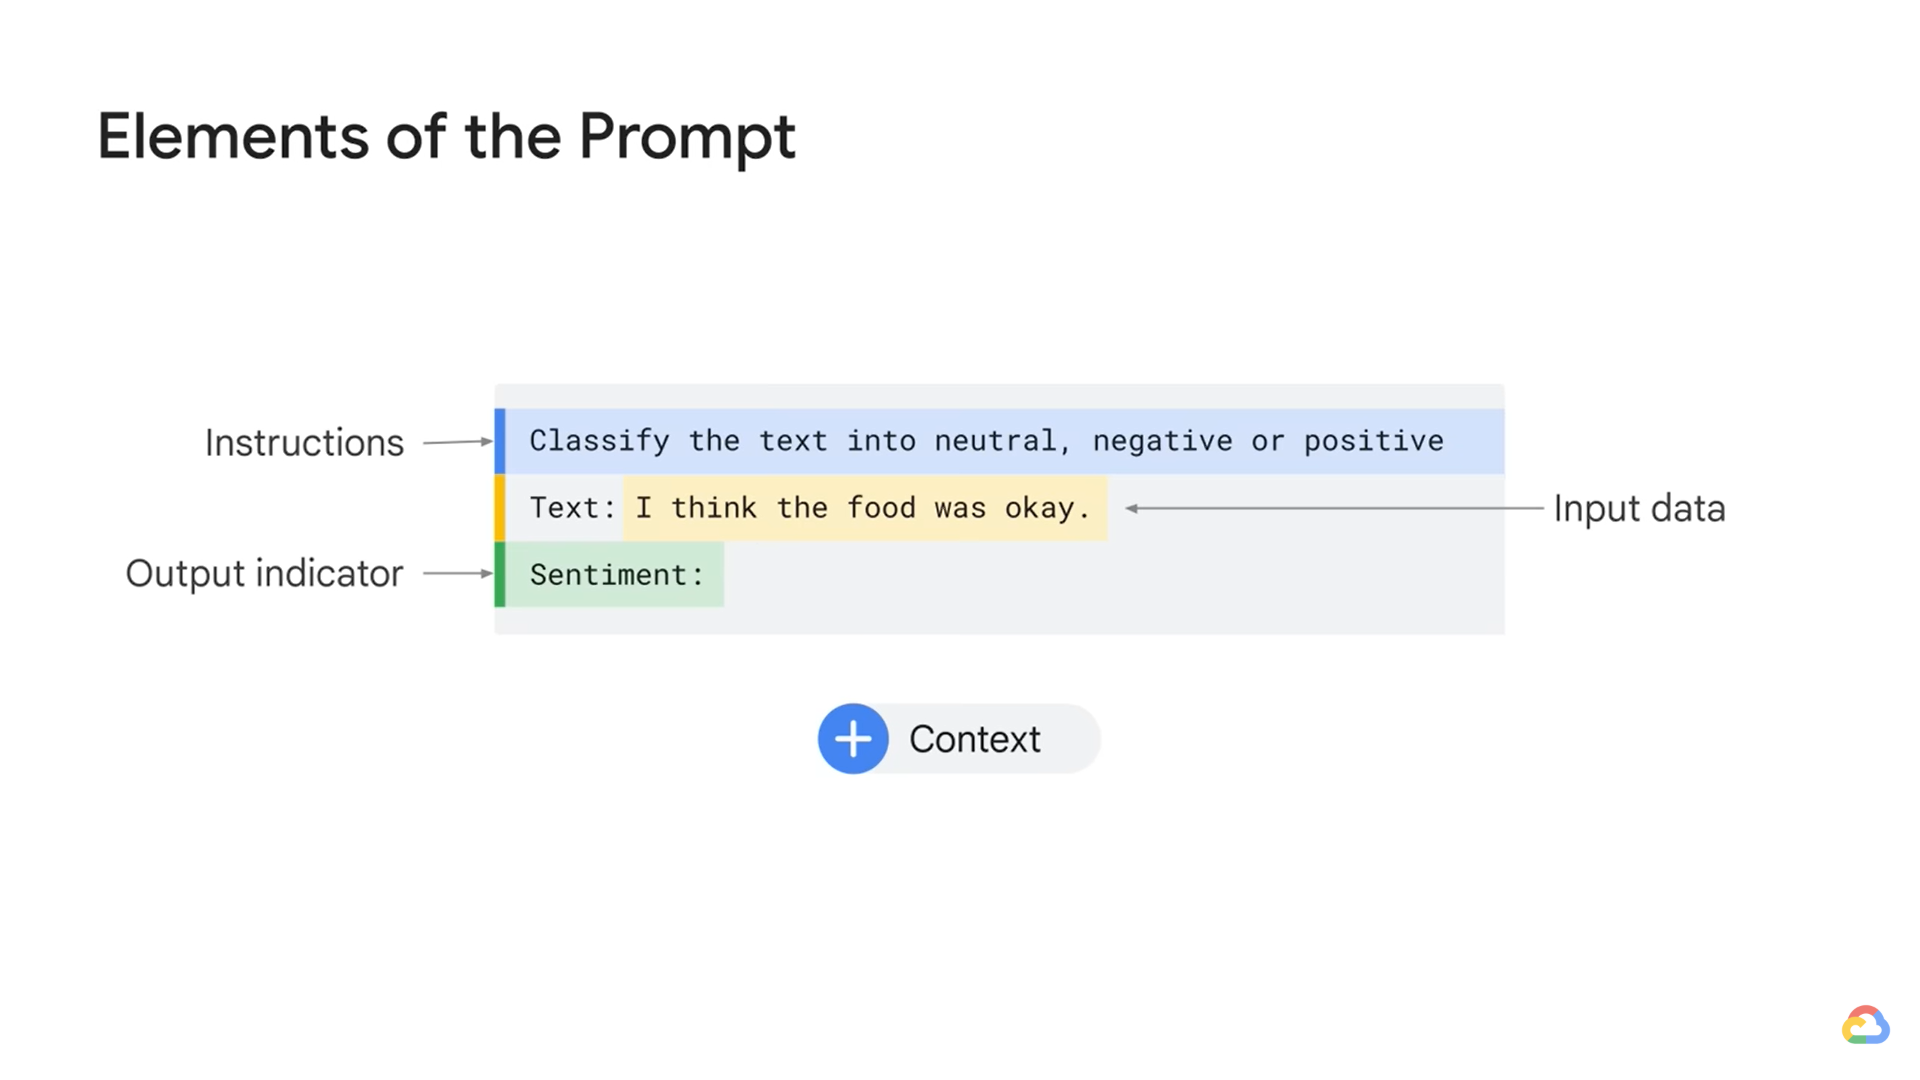 Elements of the Prompt
Instructions
Classify the text into neutral, negative or positive
Text: I think the food was okay.
Input data
Output indicator
Sentiment:
Context